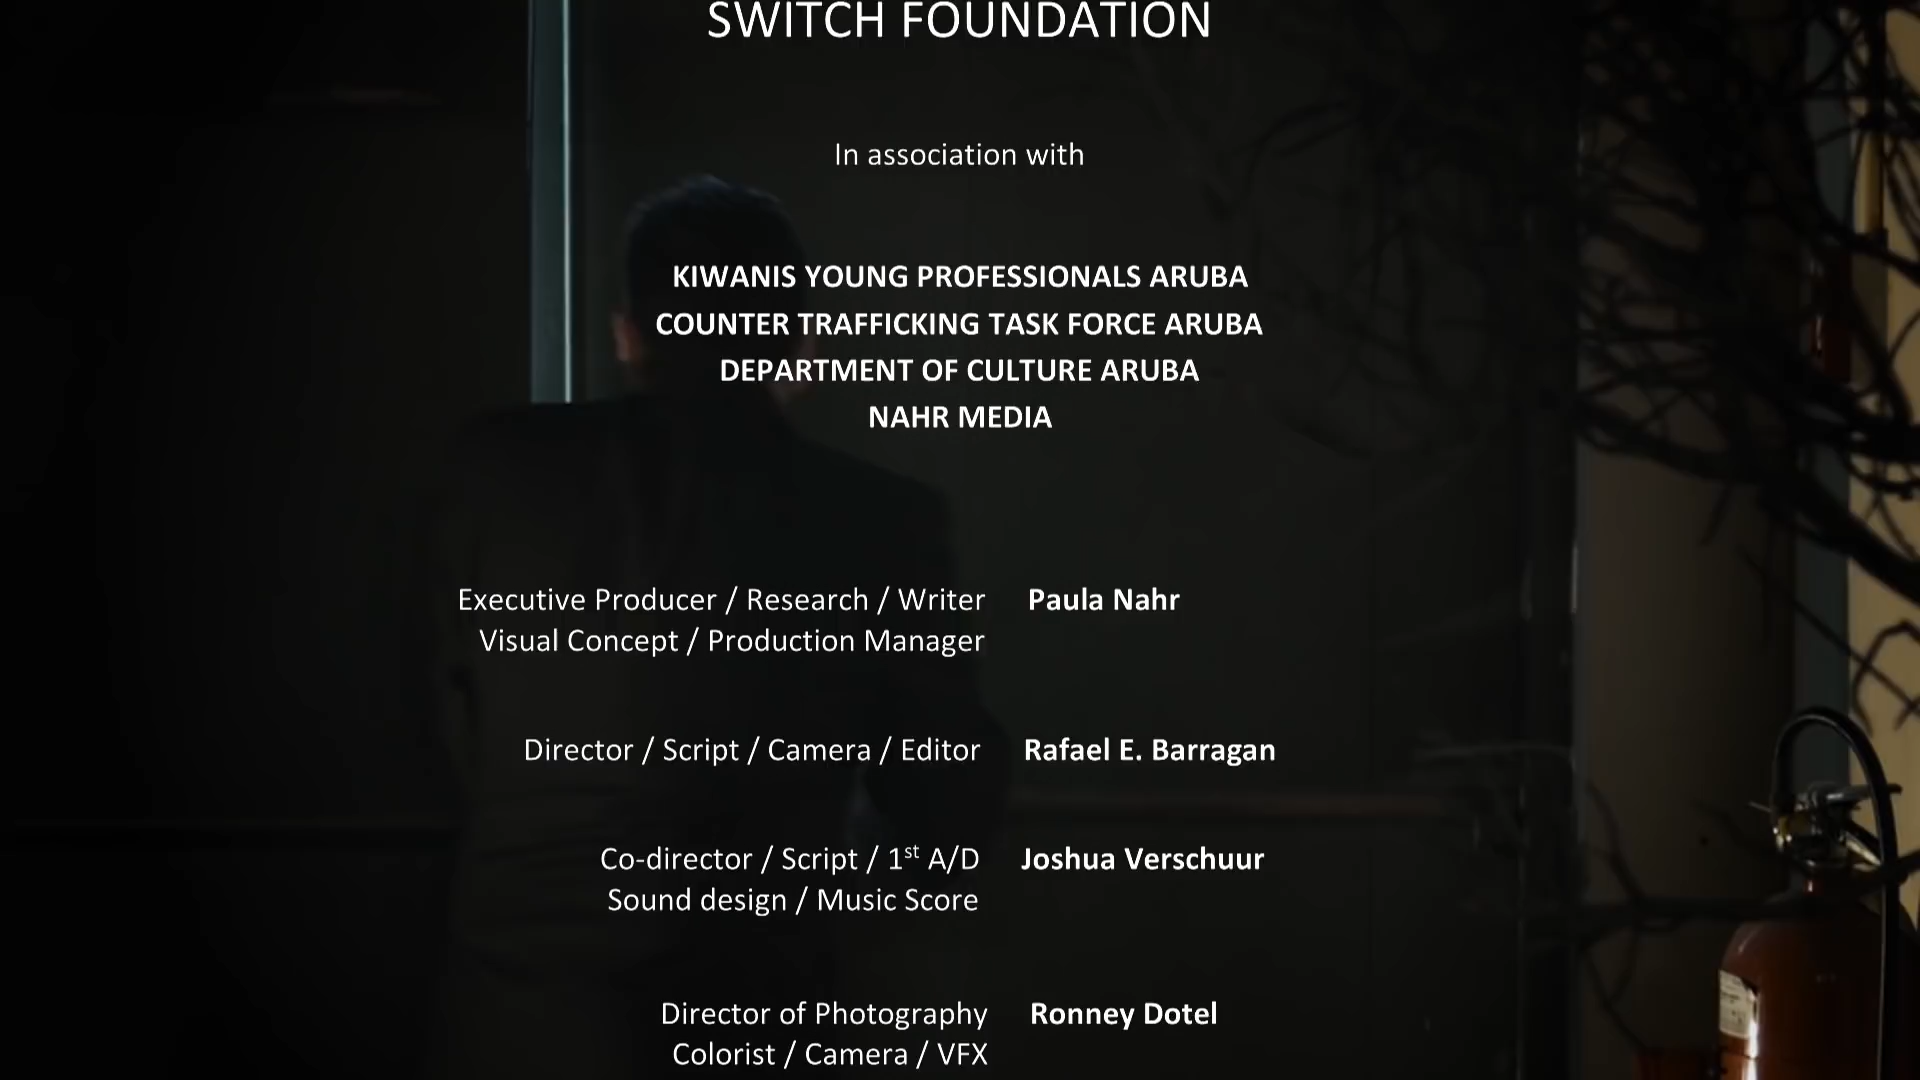 SWITCH FOUNDATION
In association with
KIWANIS YOUNG PROFESSIONALS ARUBA
COUNTER TRAFFICKING TASK FORCE ARUBA
DEPARTMENT OF CULTURE ARUBA
NAHR MEDIA
Executive Producer / Research / Writer Paula Nahr
Visual Concept / Production Manager
Director / Script / Camera / Editor Rafael E. Barragan
Co-director / Script / 1st A/D Joshua Verschuur
Sound design / Music Score
Director of Photography Ronney Dotel
Colorist / Camera / VFX